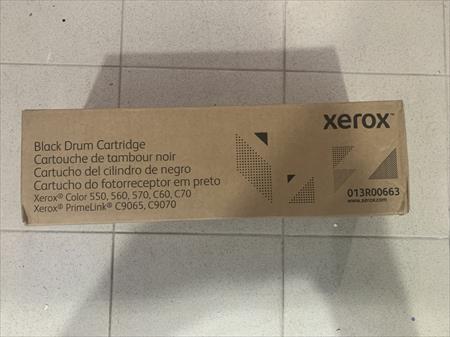 xerox™
Black Drum Cartridge
Cartouche de tambour noir
Cartucho del cilindro de negro
Cartucho do fotorreceptor em preto
Xerox® Color 550, 560, 570, C60, C70
Xerox® PrimeLink® C9065, C9070
013R00663
www.xerox.com